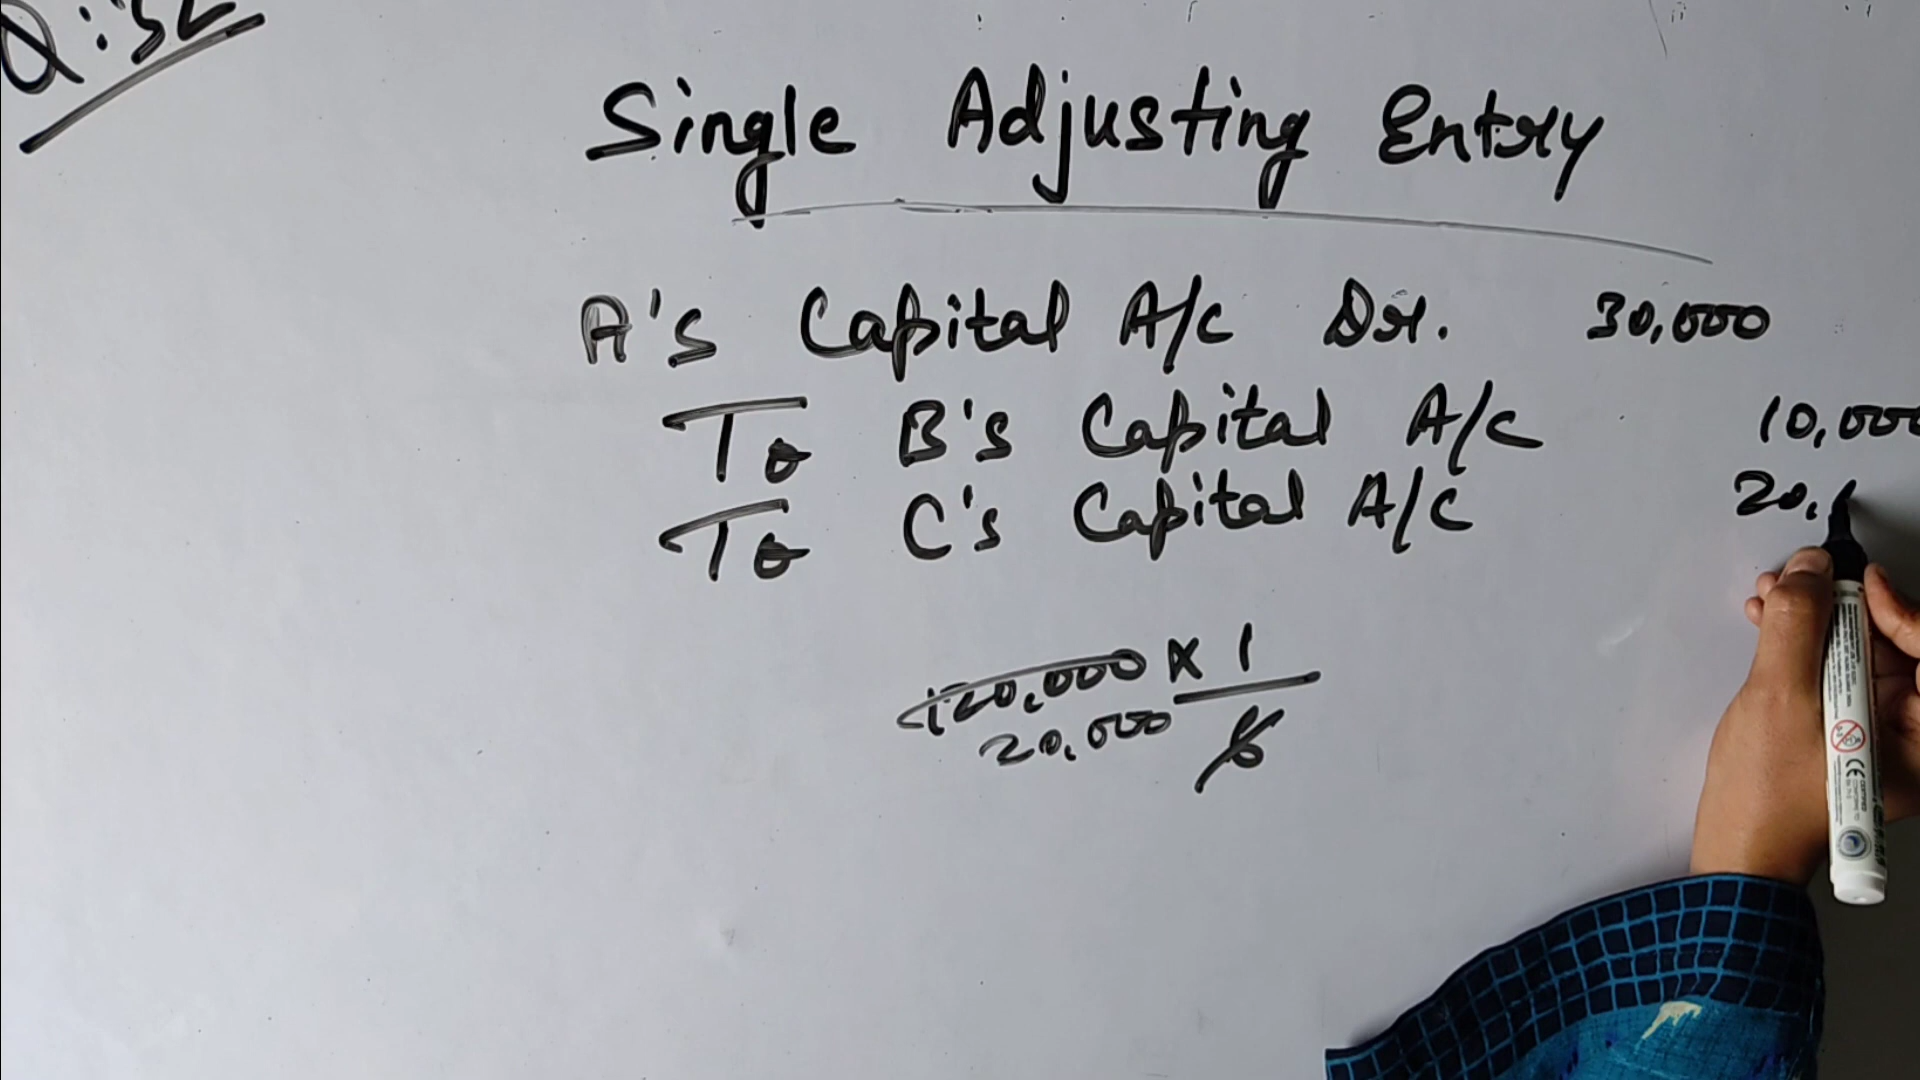 Q:32
Single Adjusting Entry
A's Capital A/c Dr. 30,000
To B's Capital A/c 10,000
To C's Capital A/c 20,
120,000 x 1
20,000 6